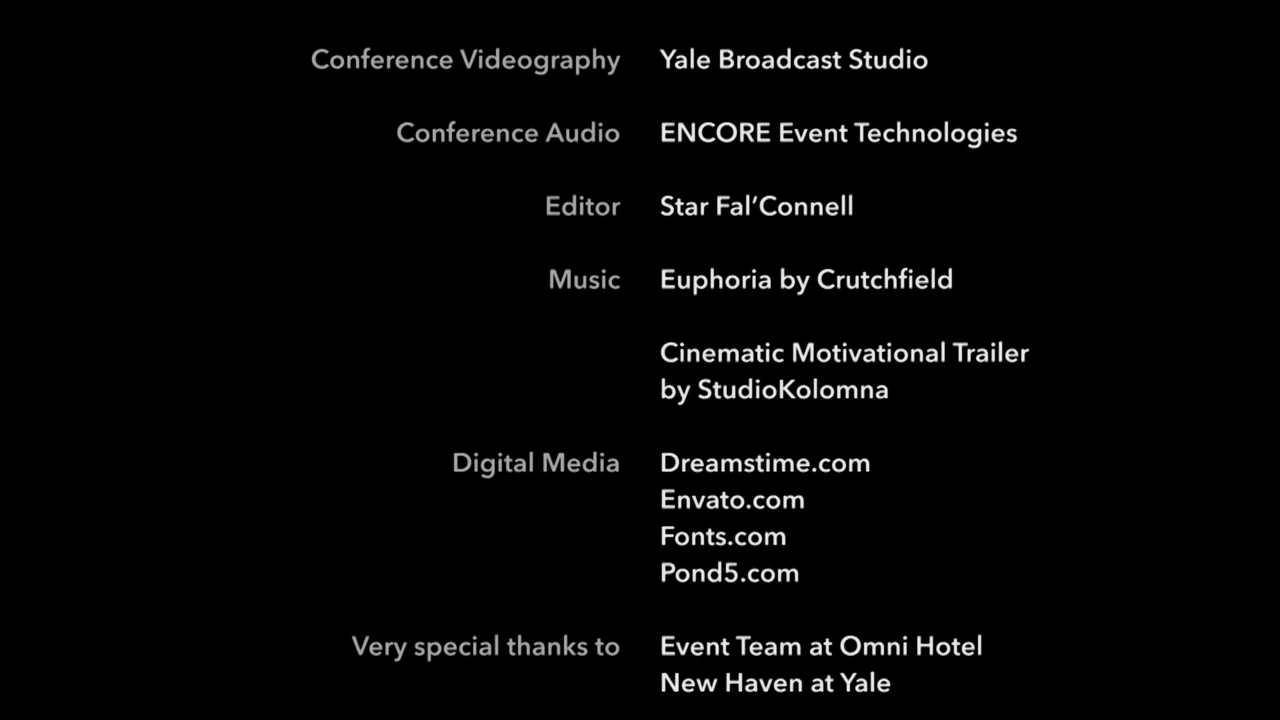 Conference Videography Yale Broadcast Studio
Conference Audio ENCORE Event Technologies
Editor Star Fal’Connell
Music Euphoria by Crutchfield
Cinematic Motivational Trailer
by StudioKolomna
Digital Media Dreamstime.com
Envato.com
Fonts.com
Pond5.com
Very special thanks to Event Team at Omni Hotel
New Haven at Yale